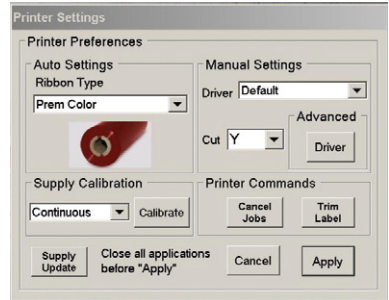 Printer Settings
Printer Preferences
Auto Settings
Ribbon Type
Prem Color
Manual Settings
Driver Default
Cut Y
Advanced
Driver
Supply Calibration
Continuous
Calibrate
Printer Commands
Cancel
Jobs
Trim
Label
Supply
Update
Close all applications
before "Apply"
Cancel
Apply